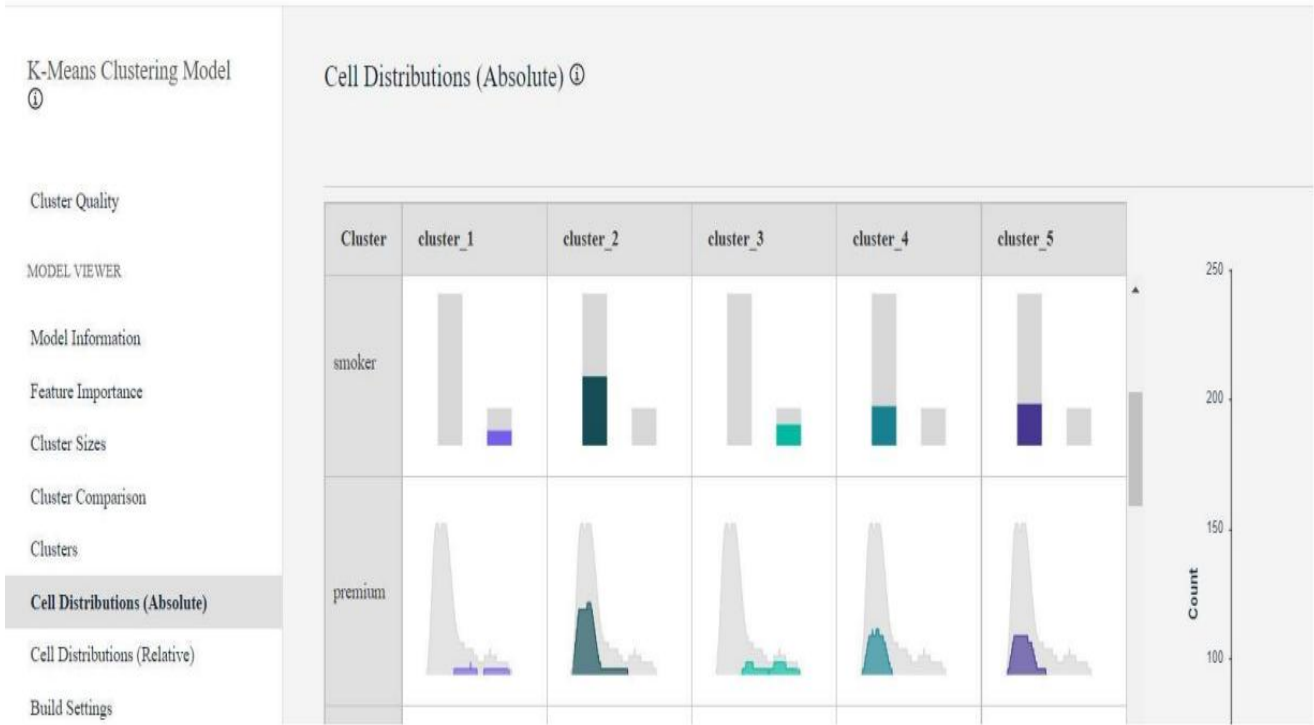 K-Means Clustering Model
ⓘ
Cluster Quality
MODEL VIEWER
Model Information
Feature Importance
Cluster Sizes
Cluster Comparison
Clusters
Cell Distributions (Absolute)
Cell Distributions (Relative)
Build Settings
Cell Distributions (Absolute) ⓘ
Cluster cluster_1 cluster_2 cluster_3 cluster_4 cluster_5
smoker
premium
250
200
150
100
Count